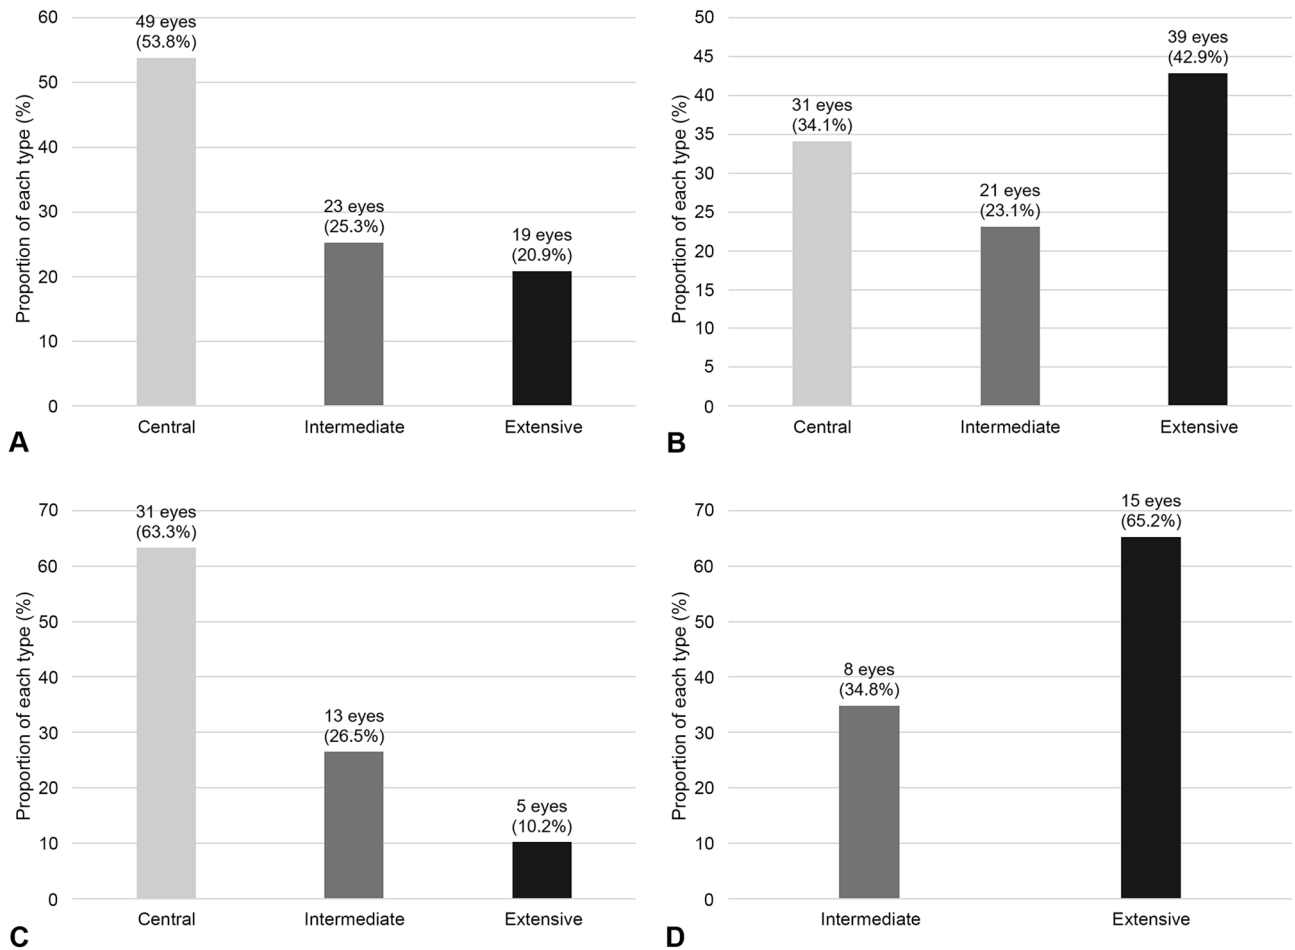 Proportion of each type (%)
60
50
40
30
20
10
0
49 eyes
(53.8%)
23 eyes
(25.3%)
19 eyes
(20.9%)
Central
Intermediate
Extensive
A
Proportion of each type (%)
50
45
40
35
30
25
20
15
10
5
0
31 eyes
(34.1%)
21 eyes
(23.1%)
39 eyes
(42.9%)
Central
Intermediate
Extensive
B
Proportion of each type (%)
70
60
50
40
30
20
10
0
31 eyes
(63.3%)
13 eyes
(26.5%)
5 eyes
(10.2%)
Central
Intermediate
Extensive
C
Proportion of each type (%)
70
60
50
40
30
20
10
0
8 eyes
(34.8%)
15 eyes
(65.2%)
Intermediate
Extensive
D